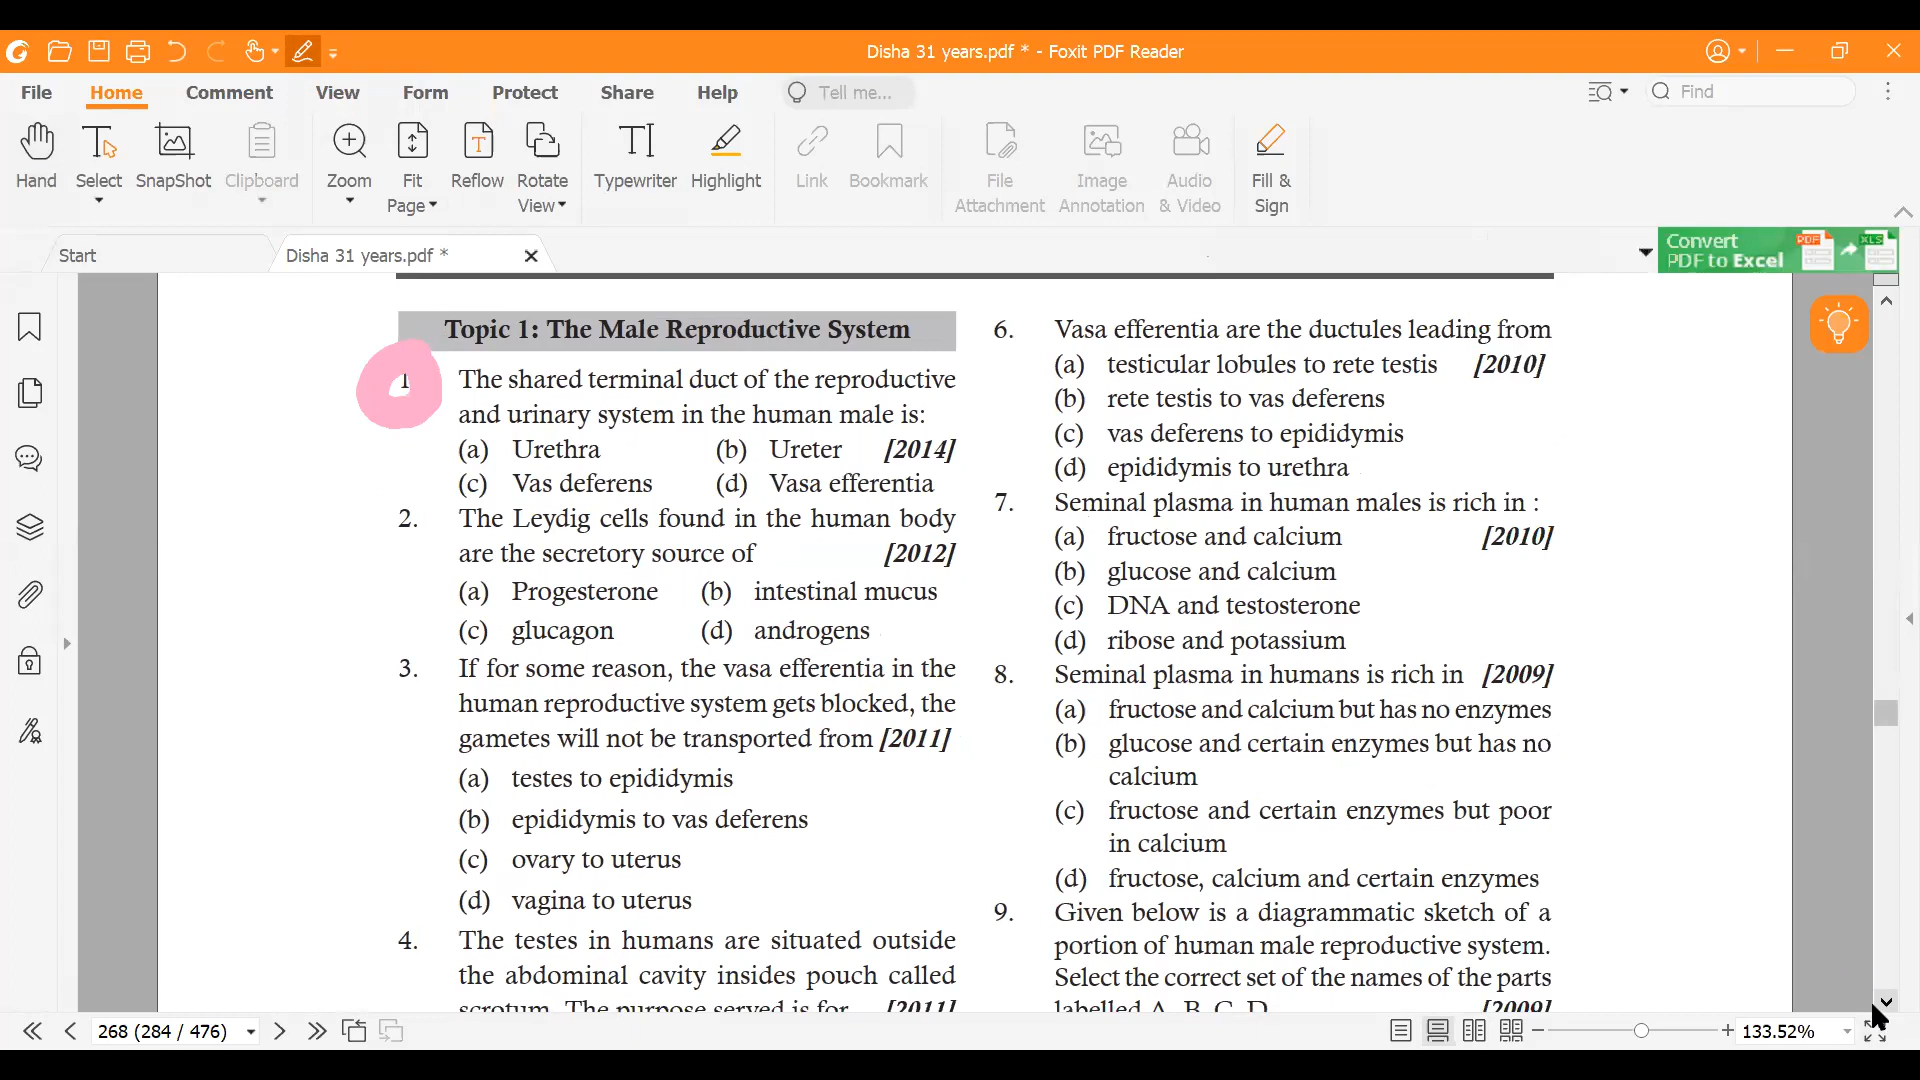 Disha 31 years.pdf * - Foxit PDF Reader
File Home Comment View Form Protect Share Help Tell me... Find
Hand Select SnapShot Clipboard Zoom Fit Page Reflow Rotate View Typewriter Highlight Link Bookmark File Attachment Image Annotation Audio & Video Fill & Sign
Start Disha 31 years.pdf *
Convert
PDF to Excel
PDF XLS
Topic 1: The Male Reproductive System
1 The shared terminal duct of the reproductive
and urinary system in the human male is:
(a) Urethra (b) Ureter [2014]
(c) Vas deferens (d) Vasa efferentia
2. The Leydig cells found in the human body
are the secretory source of [2012]
(a) Progesterone (b) intestinal mucus
(c) glucagon (d) androgens
3. If for some reason, the vasa efferentia in the
human reproductive system gets blocked, the
gametes will not be transported from [2011]
(a) testes to epididymis
(b) epididymis to vas deferens
(c) ovary to uterus
(d) vagina to uterus
4. The testes in humans are situated outside
the abdominal cavity insides pouch called
scrotum. The purpose served is for [2011]
6. Vasa efferentia are the ductules leading from
(a) testicular lobules to rete testis [2010]
(b) rete testis to vas deferens
(c) vas deferens to epididymis
(d) epididymis to urethra
7. Seminal plasma in human males is rich in :
(a) fructose and calcium [2010]
(b) glucose and calcium
(c) DNA and testosterone
(d) ribose and potassium
8. Seminal plasma in humans is rich in [2009]
(a) fructose and calcium but has no enzymes
(b) glucose and certain enzymes but has no
calcium
(c) fructose and certain enzymes but poor
in calcium
(d) fructose, calcium and certain enzymes
9. Given below is a diagrammatic sketch of a
portion of human male reproductive system.
Select the correct set of the names of the parts
labelled A, B, C, D [2009]
268 (284 / 476) 133.52%